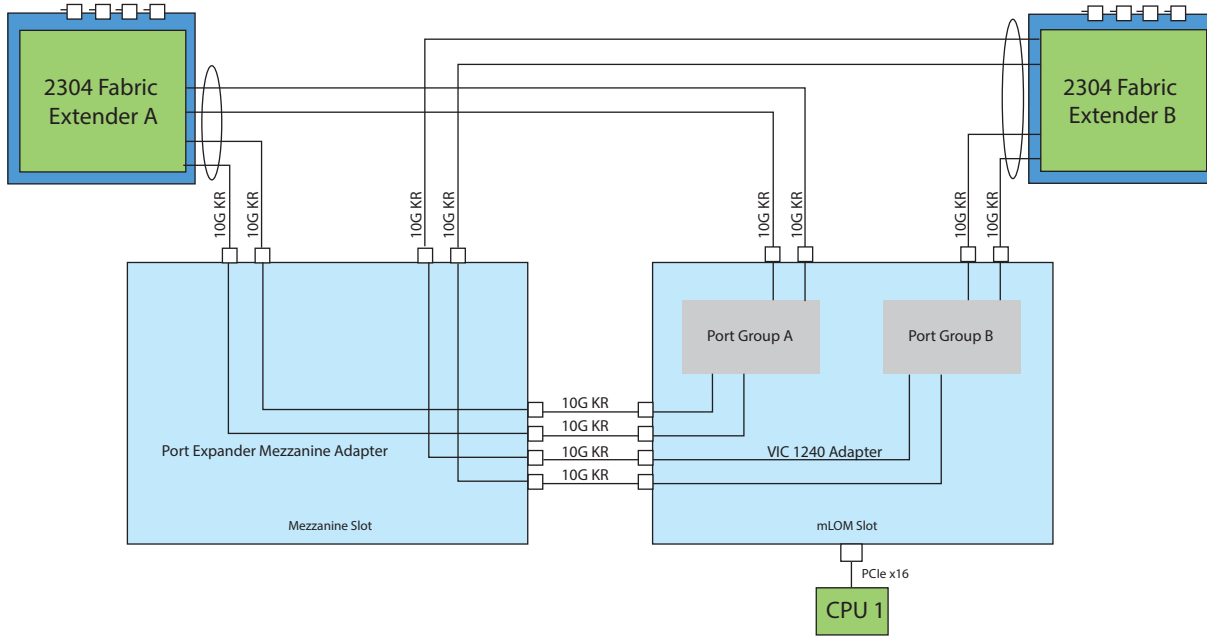 2304 Fabric
Extender A
2304 Fabric
Extender B
10G KR
10G KR
10G KR
10G KR
10G KR
10G KR
10G KR
10G KR
Port Group A
Port Group B
10G KR
10G KR
10G KR
10G KR
Port Expander Mezzanine Adapter
VIC 1240 Adapter
Mezzanine Slot
mLOM Slot
PCIe x16
CPU 1